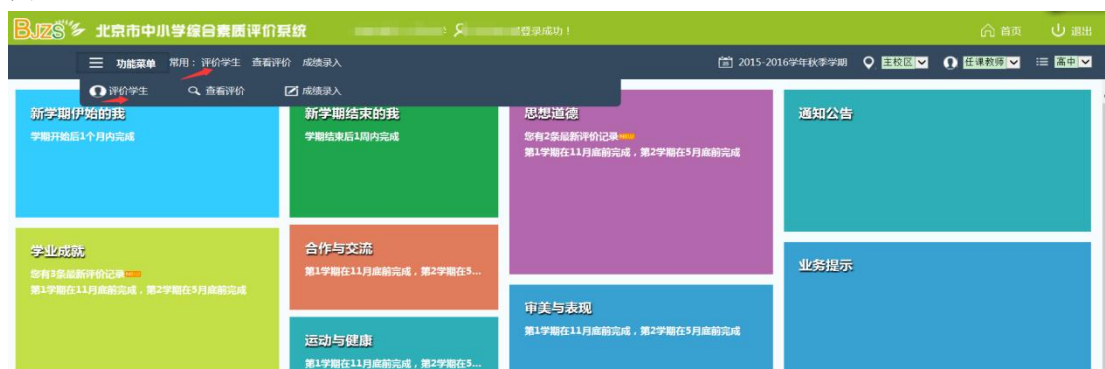 BJZS 北京市中小学综合素质评价系统
登录成功！
首页 退出
功能菜单 常用：评价学生 查看评价 成绩录入
2015-2016学年秋季学期 主校区 任课教师 高中
评价学生 查看评价 成绩录入
新学期伊始的我
学期开始后1个月内完成
新学期结束的我
学期结束后1周内完成
思想道德
您有2条最新评价记录
第1学期在11月底前完成，第2学期在5月底前完成
通知公告
学业成就
您有3条最新评价记录
第1学期在11月底前完成，第2学期在5月底前完成
合作与交流
第1学期在11月底前完成，第2学期在5...
业务提示
审美与表现
第1学期在11月底前完成，第2学期在5月底前完成
运动与健康
第1学期在11月底前完成，第2学期在5...